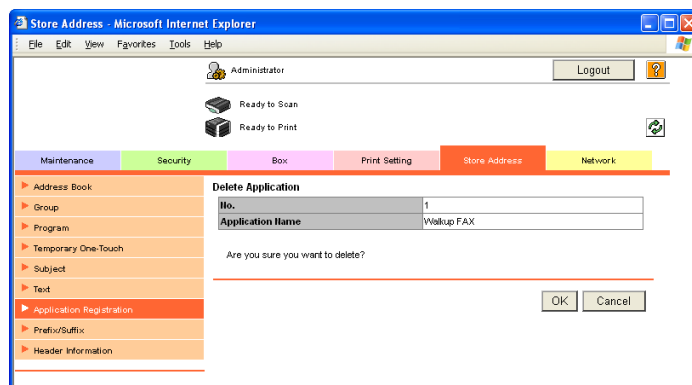 Store Address - Microsoft Internet Explorer
File Edit View Favorites Tools Help
Administrator
Logout
?
Ready to Scan
Ready to Print
Maintenance Security Box Print Setting Store Address Network
Address Book
Group
Program
Temporary One-Touch
Subject
Text
Application Registration
Prefix/Suffix
Header Information
Delete Application
No. 1
Application Name Walkup FAX
Are you sure you want to delete?
OK Cancel